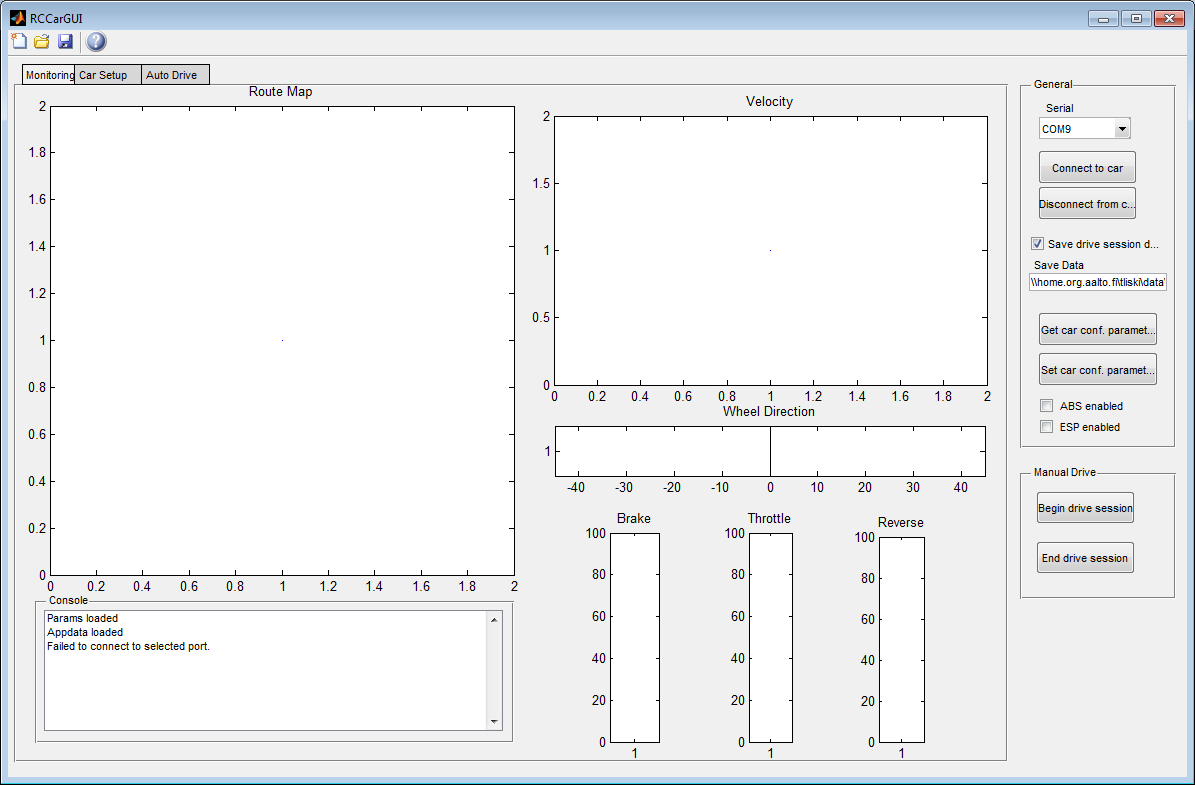 RCCarGUI
Monitoring Car Setup Auto Drive
Route Map
2
1.8
1.6
1.4
1.2
1
0.8
0.6
0.4
0.2
0
0 0.2 0.4 0.6 0.8 1 1.2 1.4 1.6 1.8 2
Console
Params loaded
Appdata loaded
Failed to connect to selected port.
Velocity
2
1.5
1
0.5
0
0 0.2 0.4 0.6 0.8 1 1.2 1.4 1.6 1.8 2
Wheel Direction
1
-40 -30 -20 -10 0 10 20 30 40
Brake
100
80
60
40
20
0
1
Throttle
100
80
60
40
20
0
1
Reverse
100
80
60
40
20
0
1
General
Serial
COM9
Connect to car
Disconnect from c...
Save drive session d...
Save Data
\\home.org.aalto.fi\tliski\data\
Get car conf. paramet...
Set car conf. paramet...
ABS enabled
ESP enabled
Manual Drive
Begin drive session
End drive session